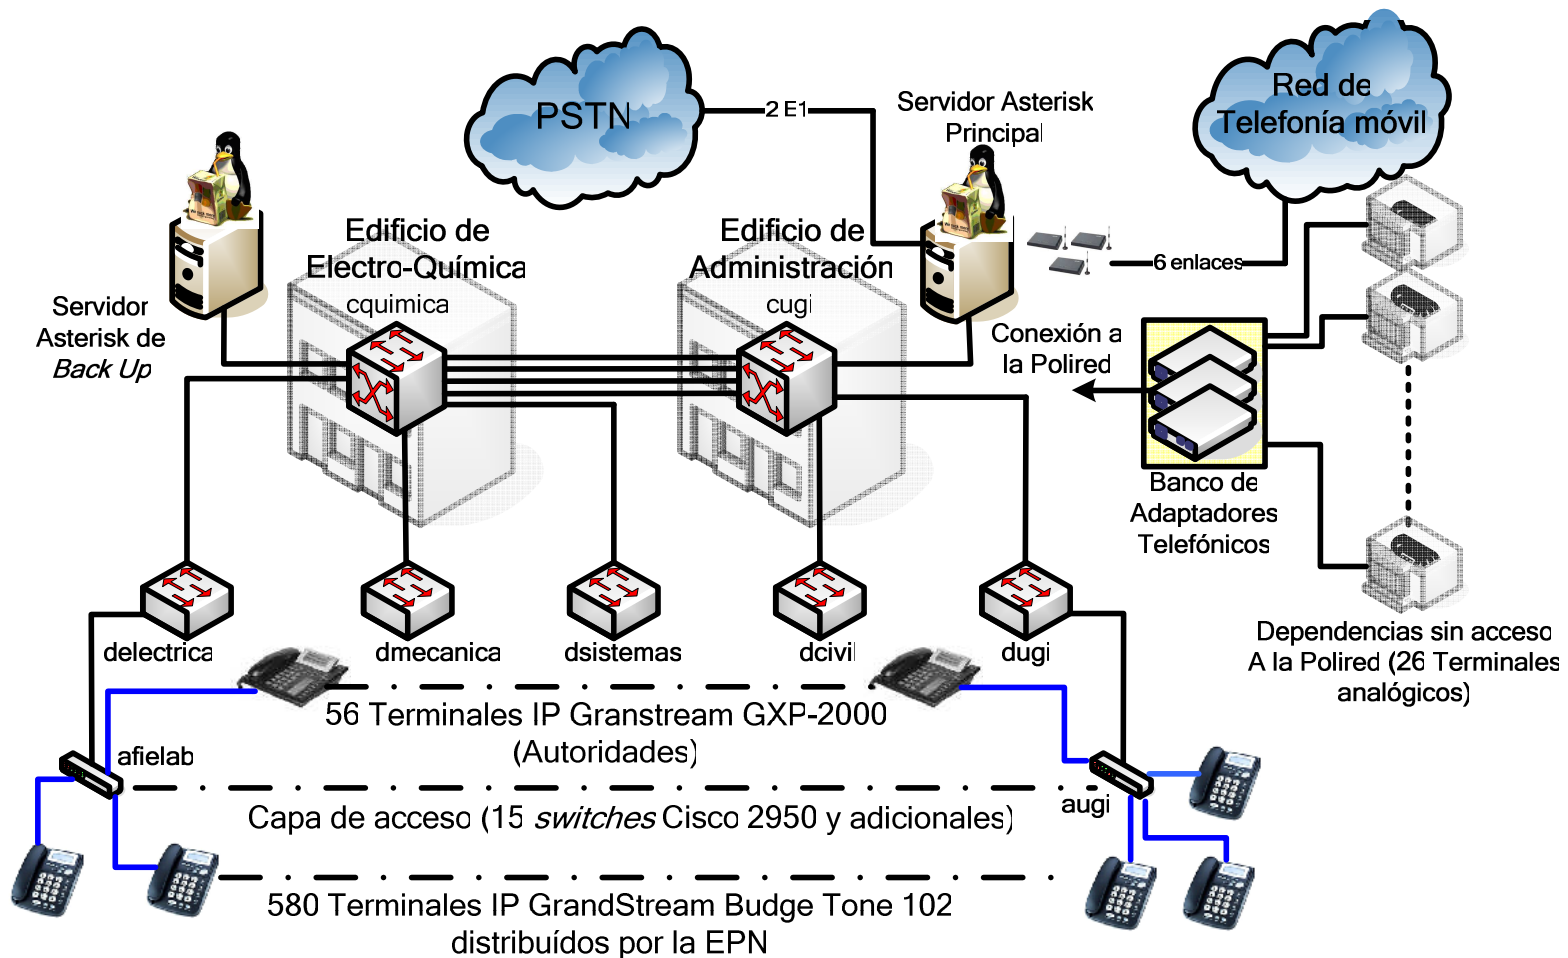 PSTN
2 E1
Servidor Asterisk
Principal
Red de
Telefonía móvil
6 enlaces
Edificio de
Electro-Química
cquimica
Edificio de
Administración
cugi
Servidor
Asterisk de
Back Up
Conexión a
la Polired
Banco de
Adaptadores
Telefónicos
delectrica
dmecanica
dsistemas
dcivil
dugi
Dependencias sin acceso
A la Polired (26 Terminales
analógicos)
56 Terminales IP Granstream GXP-2000
(Autoridades)
afielab
augi
Capa de acceso (15 switches Cisco 2950 y adicionales)
580 Terminales IP GrandStream Budge Tone 102
distribuídos por la EPN